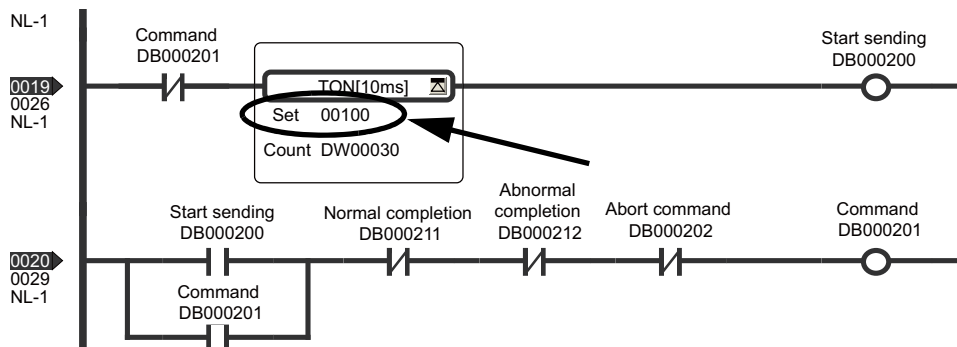 NL-1
Command
DB000201
Start sending
DB000200
0019
0026
NL-1
TON[10ms]
Set 00100
Count DW00030
Start sending
DB000200
Normal completion
DB000211
Abnormal
completion
DB000212
Abort command
DB000202
Command
DB000201
0020
0029
NL-1
Command
DB000201